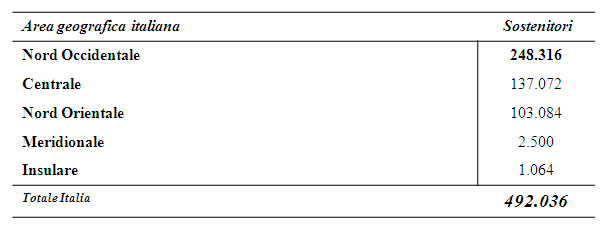 Area geografica italiana Sostenitori
Nord Occidentale 248.316
Centrale 137.072
Nord Orientale 103.084
Meridionale 2.500
Insulare 1.064
Totale Italia 492.036